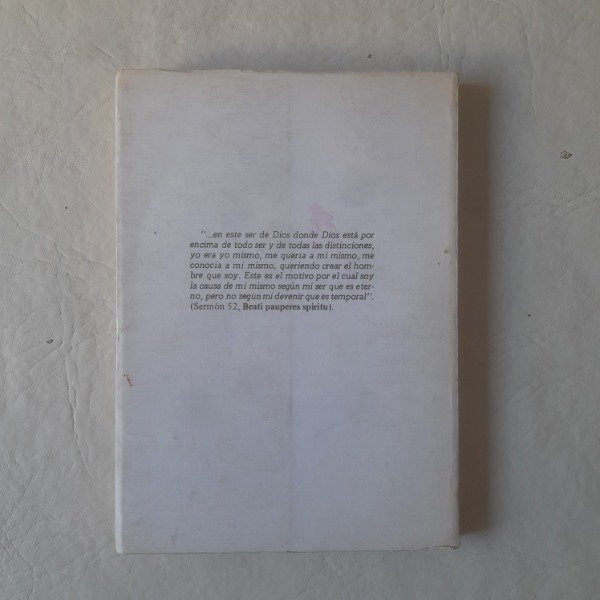 "...en este ser de Dios donde Dios está por
encima de todo ser y de todas las distinciones,
yo era yo mismo, me quería a mí mismo, me
conocía a mí mismo, queriendo crear el hom-
bre que soy. Este es el motivo por el cual soy
la causa de mí mismo según mi ser que es eter-
no, pero no según mi devenir que es temporal".
(Sermón 52, Beati pauperes spiritu).